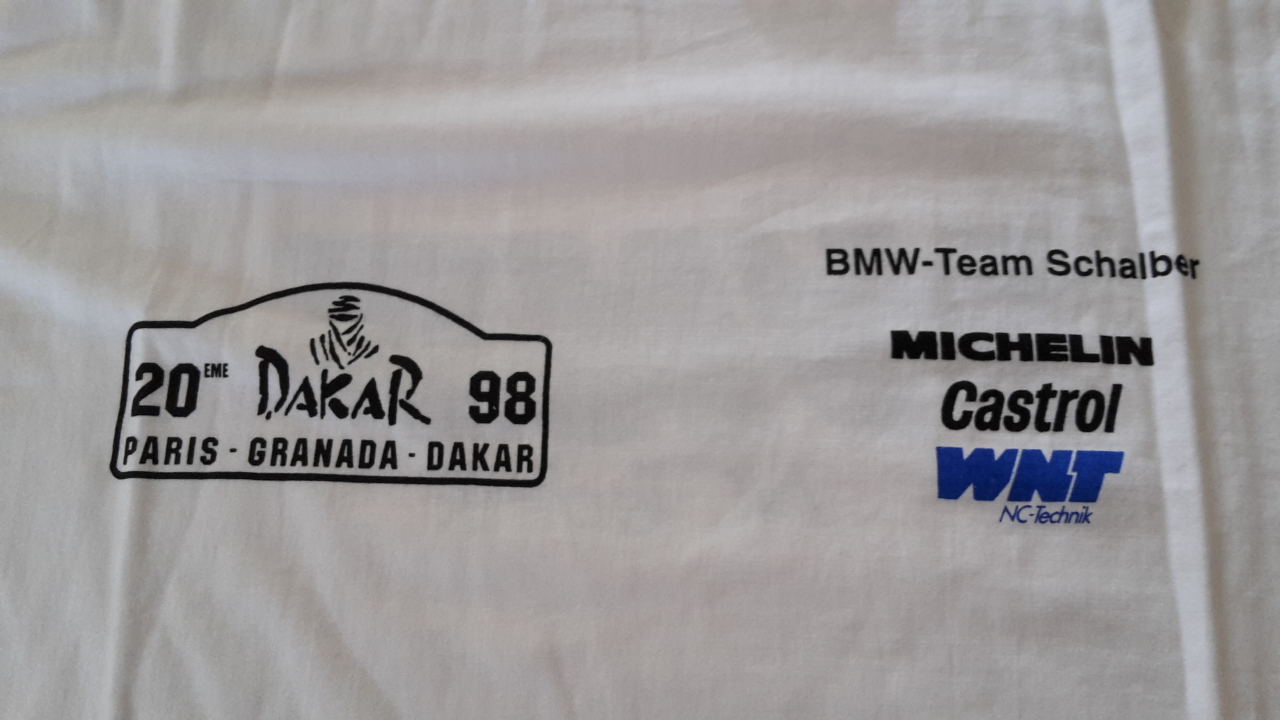 20EME DAKAR 98
PARIS - GRANADA - DAKAR
BMW-Team Schalber
MICHELIN
Castrol
WNT
NC-Technik